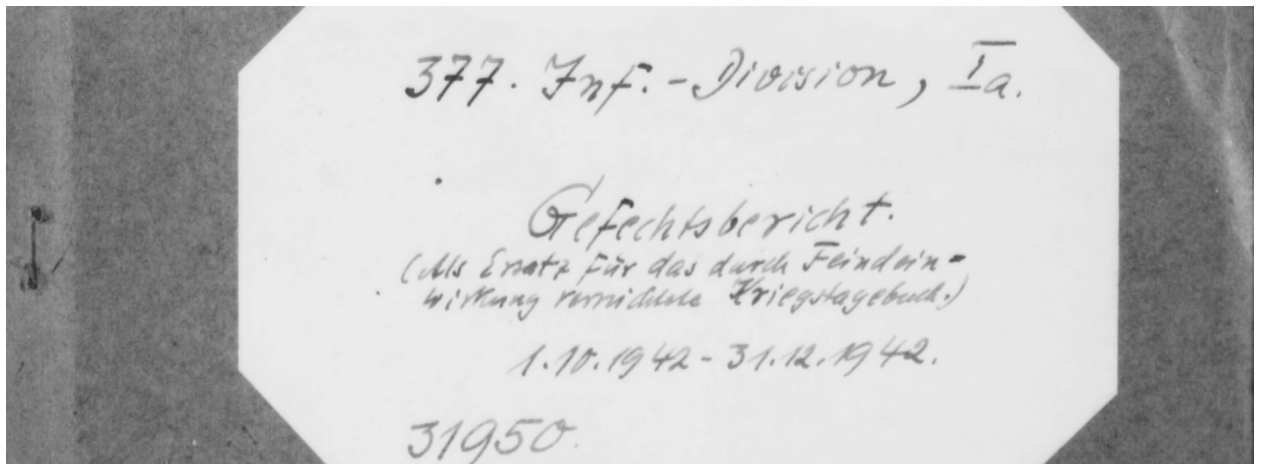 377. Inf.-Division, Ia.
Gefechtsbericht.
(Als Ersatz für das durch Feindein-
wirkung vernichtete Kriegstagebuch.)
1.10.1942 - 31.12.1942.
31950.